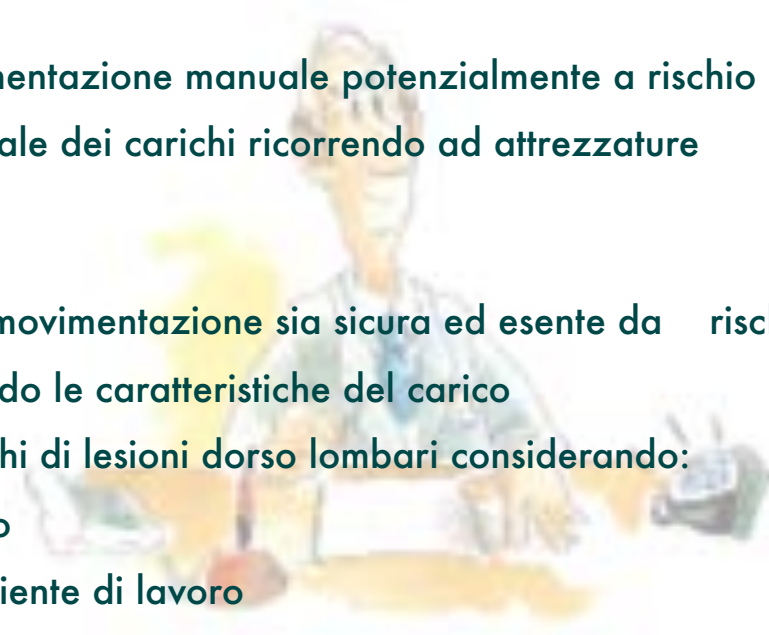 mentazione manuale potenzialmente a rischio
ale dei carichi ricorrendo ad attrezzature
movimentazione sia sicura ed esente da risc
do le caratteristiche del carico
hi di lesioni dorso lombari considerando:
o
iente di lavoro